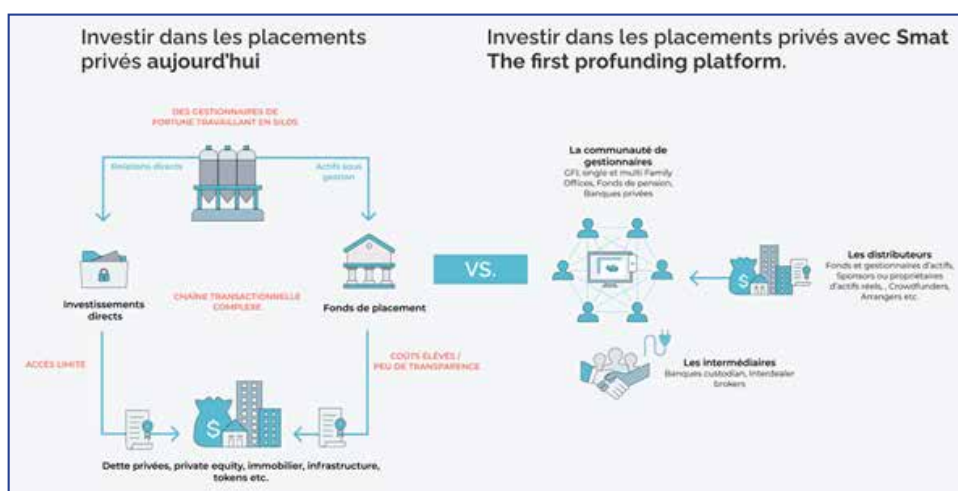 Investir dans les placements
privés aujourd'hui
DES GESTIONNAIRES DE
FORTUNE TRAVAILLANT EN SILOS
Relations directs
Actifs sous
gestion
Investissements
directs
CHAÎNE TRANSACTIONNELLE
COMPLEXE
Fonds de placement
ACCÈS LIMITÉ
COÛTS ÉLEVÉS /
PEU DE TRANSPARENCE
Dette privées, private equity, immobilier, infrastructure,
tokens etc.
VS.
Investir dans les placements privés avec Smat
The first profunding platform.
La communauté de
gestionnaires
GFI, single et multi Family
Offices, Fonds de pension,
Banques privées
Les distributeurs
Fonds et gestionnaires d'actifs,
Sponsors ou propriétaires
d'actifs réels, , Crowdfunders,
Arrangers etc.
Les intermédiaires
Banques custodian, Interdealer
brokers